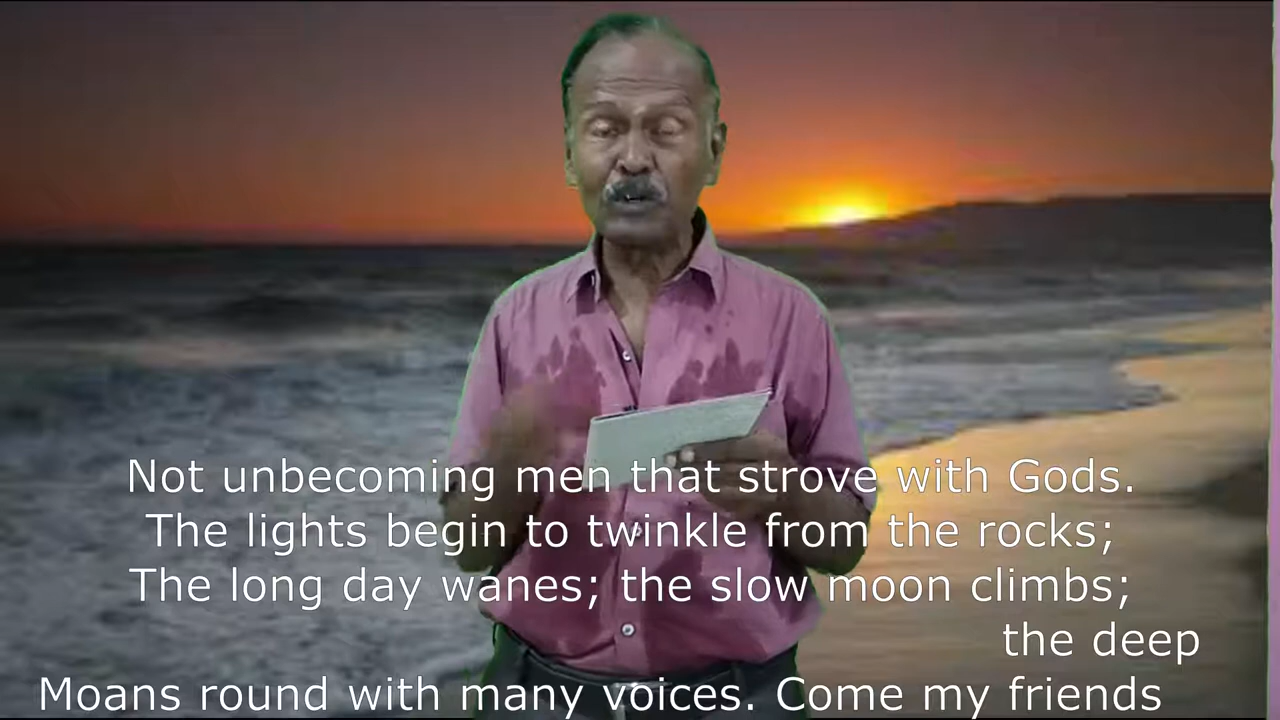 Not unbecoming men that strove with Gods.
The lights begin to twinkle from the rocks;
The long day wanes; the slow moon climbs;
the deep
Moans round with many voices. Come my friends